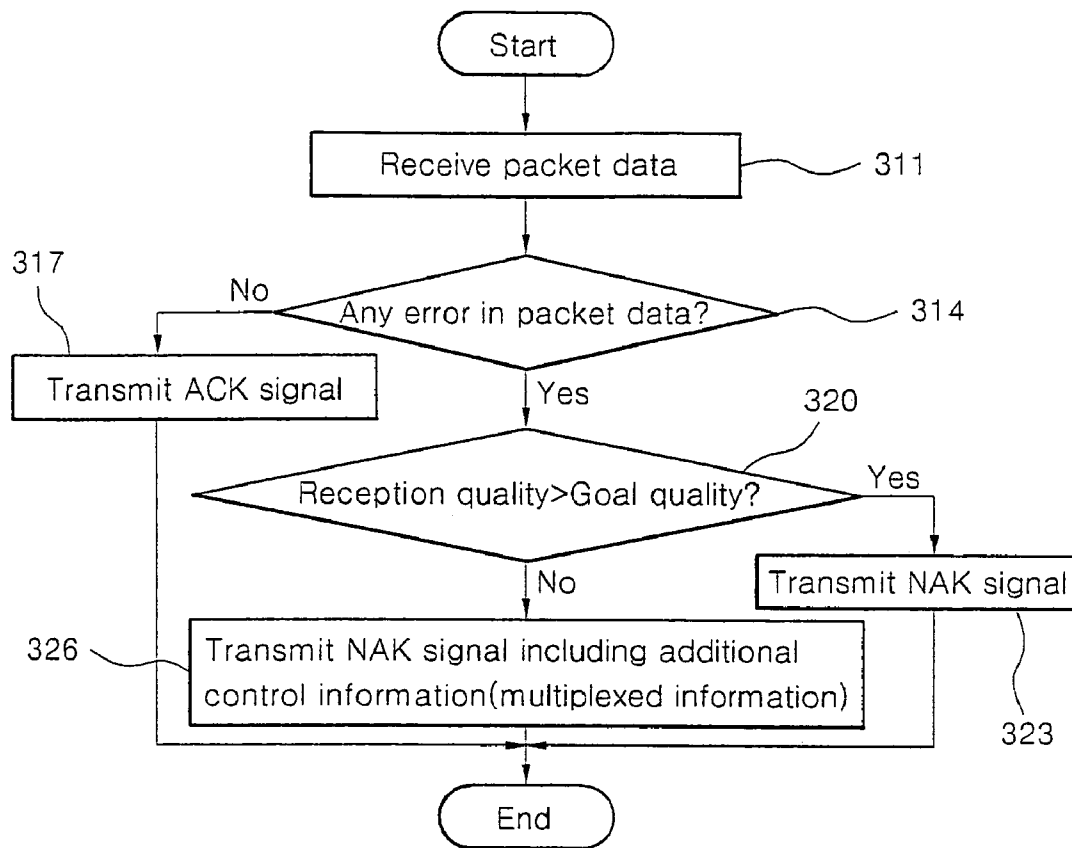 Start
Receive packet data
311
317
No
Any error in packet data?
314
Transmit ACK signal
Yes
320
Reception quality>Goal quality?
Yes
No
Transmit NAK signal
326
Transmit NAK signal including additional
control information(multiplexed information)
323
End